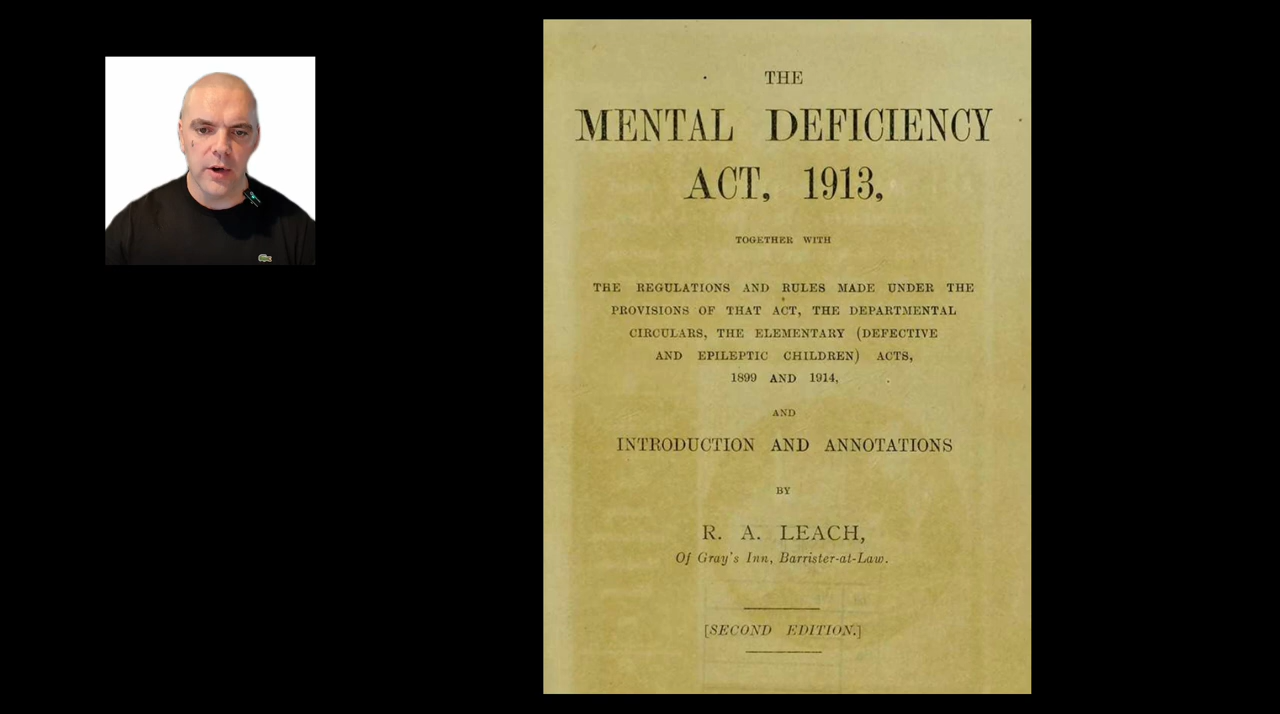 THE
MENTAL DEFICIENCY
ACT, 1913,
TOGETHER WITH
THE REGULATIONS AND RULES MADE UNDER THE
PROVISIONS OF THAT ACT, THE DEPARTMENTAL
CIRCULARS, THE ELEMENTARY (DEFECTIVE
AND EPILEPTIC CHILDREN) ACTS,
1899 AND 1914,
AND
INTRODUCTION AND ANNOTATIONS
BY
R. A. LEACH,
Of Gray's Inn, Barrister-at-Law.
[SECOND EDITION.]